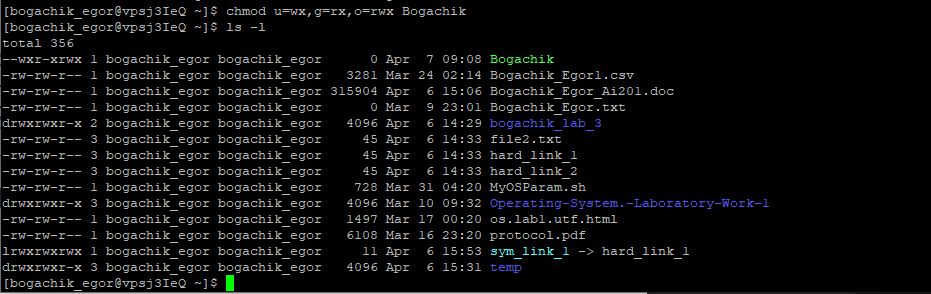 [bogachik_egor@vpsj3IeQ ~]$ chmod u=wx,g=rx,o=rwx Bogachik
[bogachik_egor@vpsj3IeQ ~]$ ls -l
total 356
--wxr-xrwx 1 bogachik_egor bogachik_egor      0 Apr  7 09:08 Bogachik
-rw-rw-r-- 1 bogachik_egor bogachik_egor   3281 Mar 24 02:14 Bogachik_Egor1.csv
-rw-rw-r-- 1 bogachik_egor bogachik_egor 315904 Apr  6 15:06 Bogachik_Egor_Ai201.doc
-rw-rw-r-- 1 bogachik_egor bogachik_egor      0 Mar  9 23:01 Bogachik_Egor.txt
drwxrwxr-x 2 bogachik_egor bogachik_egor   4096 Apr  6 14:29 bogachik_lab_3
-rw-rw-r-- 3 bogachik_egor bogachik_egor     45 Apr  6 14:33 file2.txt
-rw-rw-r-- 3 bogachik_egor bogachik_egor     45 Apr  6 14:33 hard_link_1
-rw-rw-r-- 3 bogachik_egor bogachik_egor     45 Apr  6 14:33 hard_link_2
-rw-rw-r-- 1 bogachik_egor bogachik_egor    728 Mar 31 04:20 MyOSParam.sh
drwxrwxr-x 3 bogachik_egor bogachik_egor   4096 Mar 10 09:32 Operating-System.-Laboratory-Work-1
-rw-rw-r-- 1 bogachik_egor bogachik_egor   1497 Mar 17 00:20 os.lab1.utf.html
-rw-rw-r-- 1 bogachik_egor bogachik_egor   6108 Mar 16 23:20 protocol.pdf
lrwxrwxrwx 1 bogachik_egor bogachik_egor     11 Apr  6 15:53 sym_link_1 -> hard_link_1
drwxrwxr-x 3 bogachik_egor bogachik_egor   4096 Apr  6 15:31 temp
[bogachik_egor@vpsj3IeQ ~]$